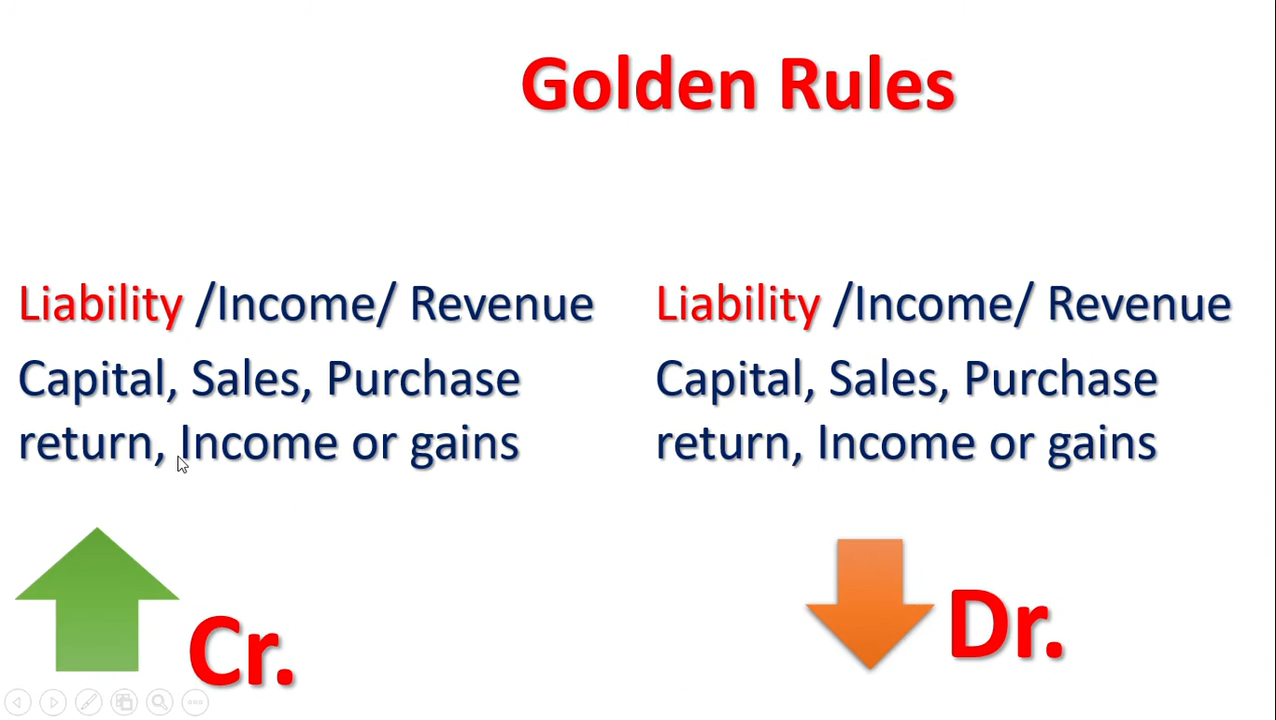 Golden Rules
Liability /Income/ Revenue
Capital, Sales, Purchase
return, Income or gains
Cr.
Liability /Income/ Revenue
Capital, Sales, Purchase
return, Income or gains
Dr.